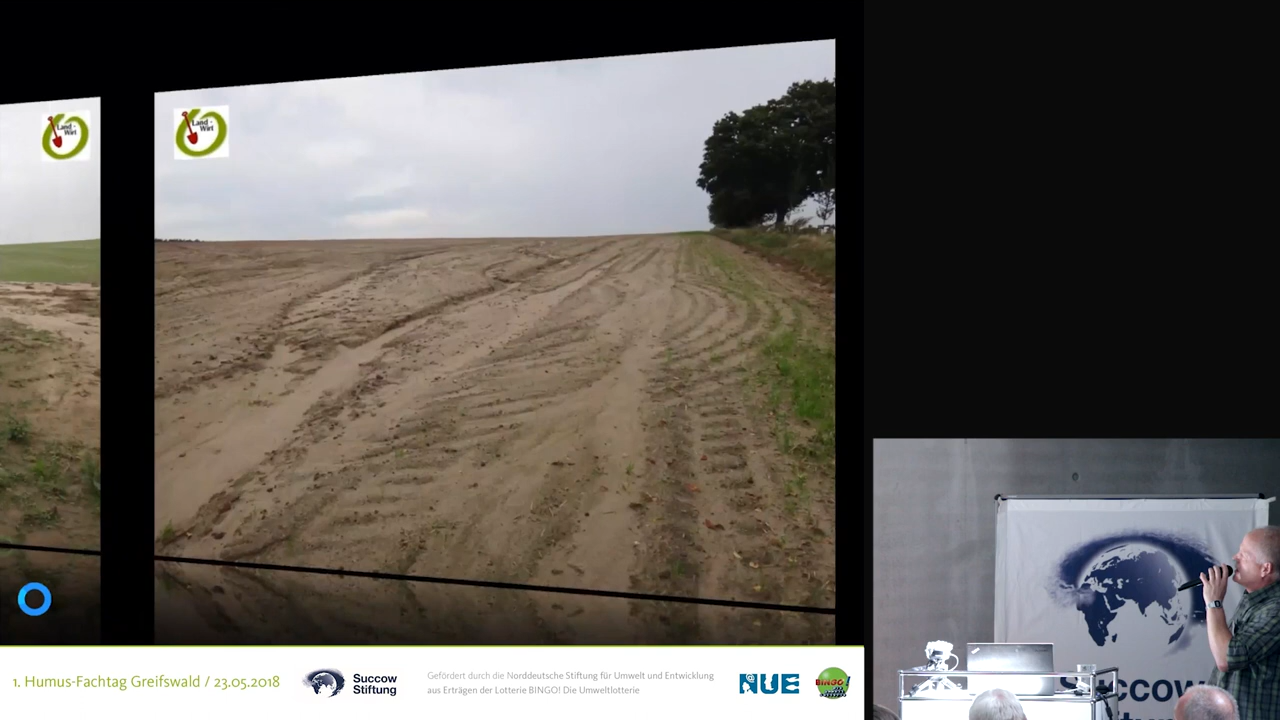 Land -
Wirt
Land -
Wirt
1. Humus-Fachtag Greifswald / 23.05.2018
Succow
Stiftung
Gefördert durch die Norddeutsche Stiftung für Umwelt und Entwicklung
aus Erträgen der Lotterie BINGO! Die Umweltlotterie
NUE
BINGO!